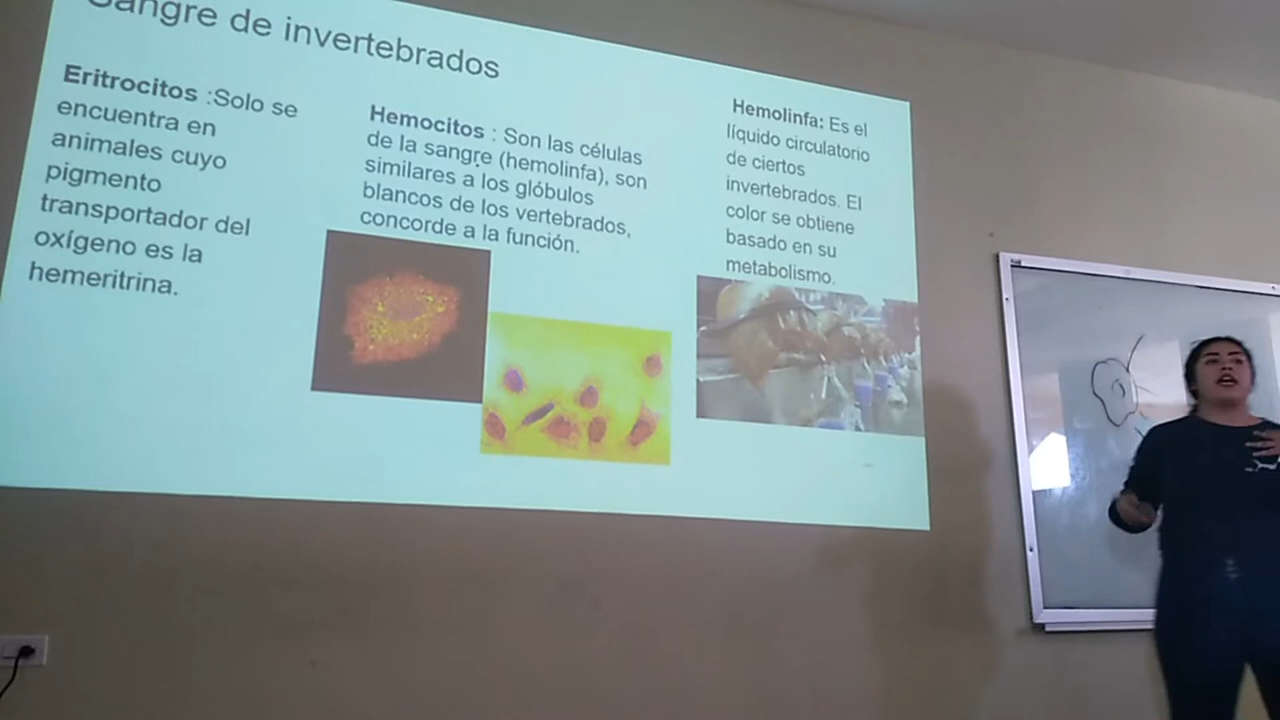 Sangre de invertebrados
Eritrocitos :Solo se
encuentra en
animales cuyo
pigmento
transportador del
oxígeno es la
hemeritrina.
Hemocitos : Son las células
de la sangre (hemolinfa), son
similares a los glóbulos
blancos de los vertebrados,
concorde a la función.
Hemolinfa: Es el
líquido circulatorio
de ciertos
invertebrados. El
color se obtiene
basado en su
metabolismo.